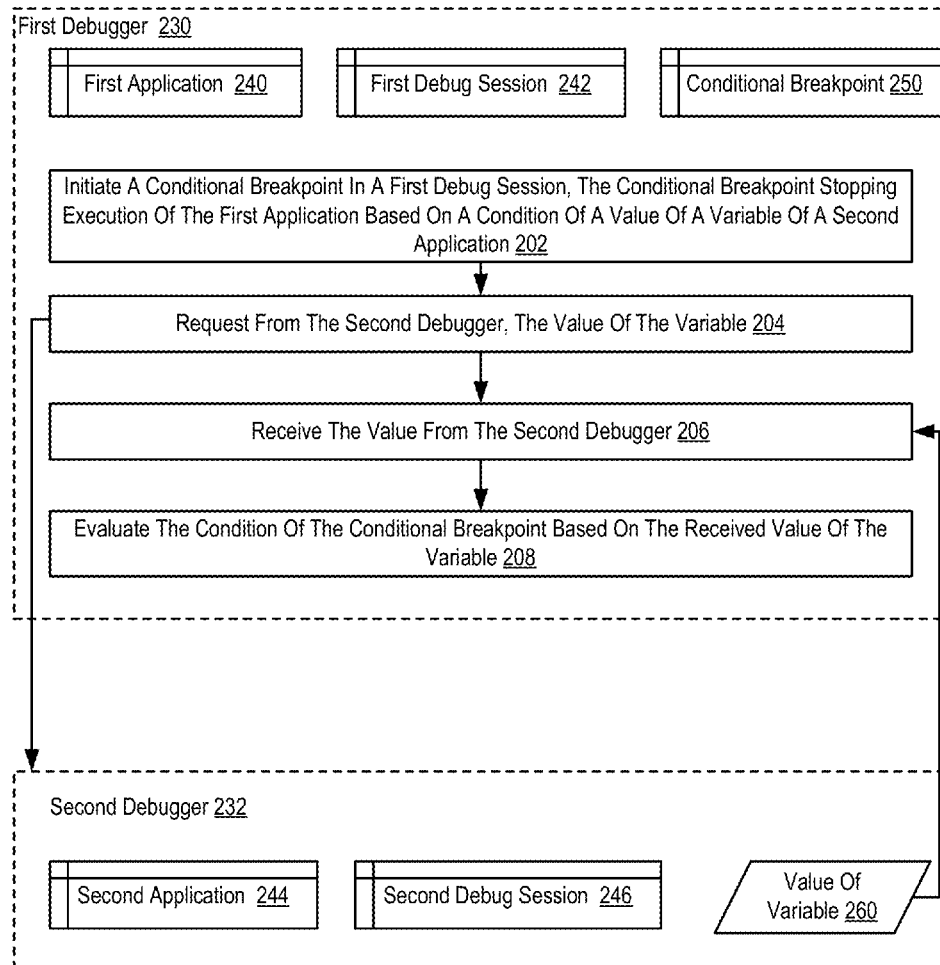 First Debugger 230
First Application 240
First Debug Session 242
Conditional Breakpoint 250
Initiate A Conditional Breakpoint In A First Debug Session, The Conditional Breakpoint Stopping
Execution Of The First Application Based On A Condition Of A Value Of A Variable Of A Second
Application 202
Request From The Second Debugger, The Value Of The Variable 204
Receive The Value From The Second Debugger 206
Evaluate The Condition Of The Conditional Breakpoint Based On The Received Value Of The
Variable 208
Second Debugger 232
Second Application 244
Second Debug Session 246
Value Of
Variable 260